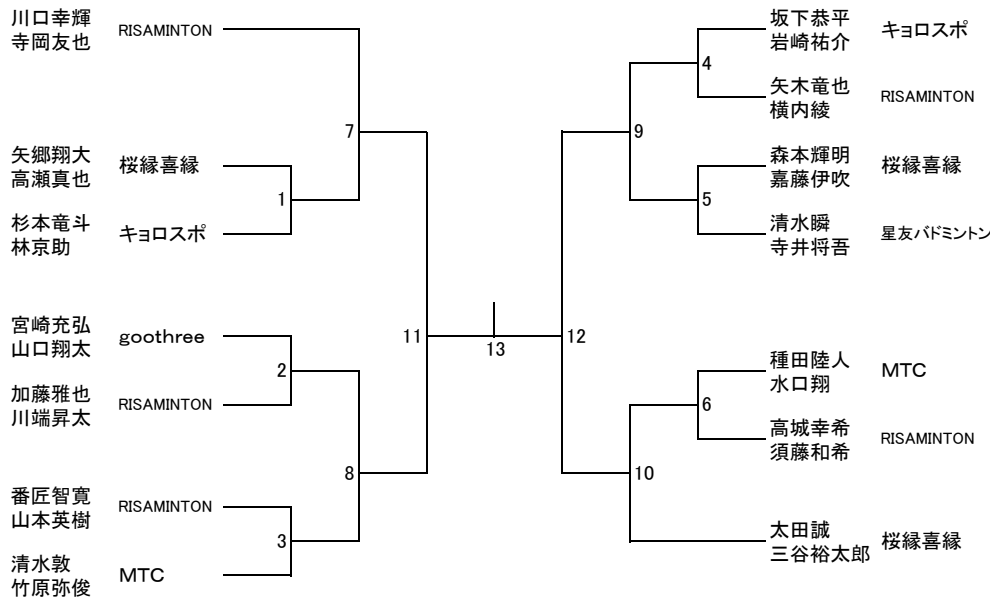 川口幸輝
寺岡友也
RISAMINTON
矢郷翔大
高瀬真也
桜縁喜縁
杉本竜斗
林京助
キョロスポ
宮崎充弘
山口翔太
goothree
加藤雅也
川端昇太
RISAMINTON
番匠智寛
山本英樹
RISAMINTON
清水敦
竹原弥俊
MTC
1
2
3
7
8
11
13
12
9
10
4
5
6
坂下恭平
岩崎祐介
キョロスポ
矢木竜也
横内綾
RISAMINTON
森本輝明
嘉藤伊吹
桜縁喜縁
清水瞬
寺井将吾
星友バドミントン
種田陸人
水口翔
MTC
高城幸希
須藤和希
RISAMINTON
太田誠
三谷裕太郎
桜縁喜縁